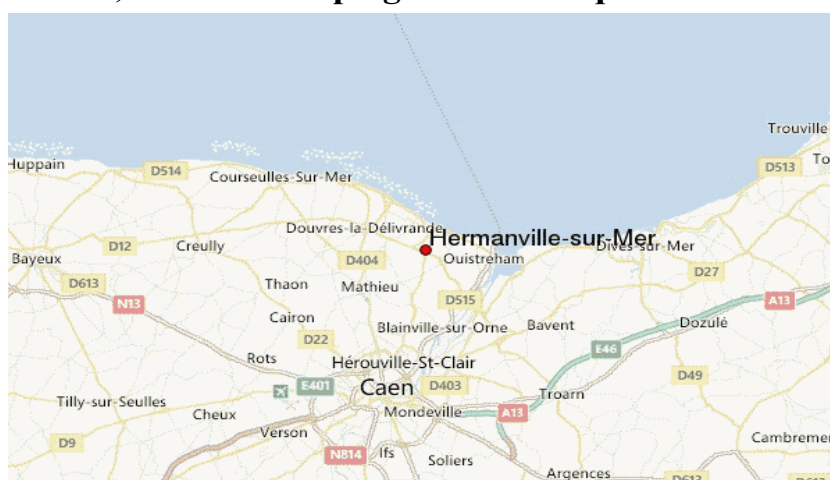 Trouville
Huppain
D514
D513
To
Courseulles-Sur-Mer
Douvres-la-Délivrande
Hermanville-sur-Mer
D12
Creully
Dives-sur-Mer
Bayeux
D404
Ouistreham
D27
D613
Thaon
Mathieu
N13
D515
A13
Cairon
Blainville-sur-Orne
Bavent
Dozulé
D22
E46
Rots
Hérouville-St-Clair
D49
E401
Caen
D403
Troarn
Tilly-sur-Seulles
Cheux
Mondeville
A13
Verson
D9
Cambreme
N814
Ifs
Soliers
Argences
D613